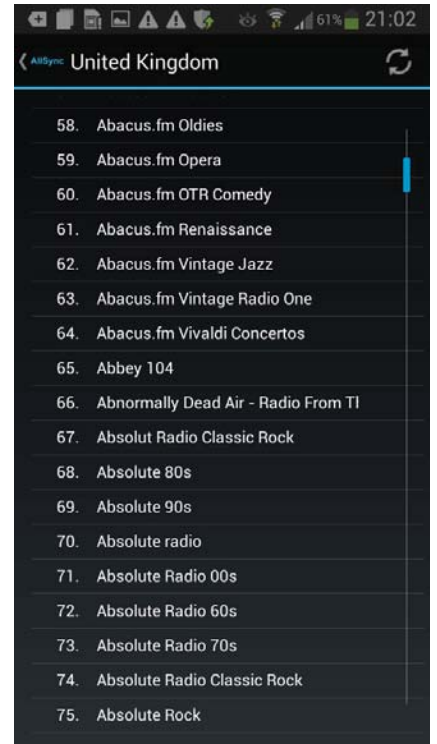 61% 21:02
AllSync United Kingdom
58. Abacus.fm Oldies
59. Abacus.fm Opera
60. Abacus.fm OTR Comedy
61. Abacus.fm Renaissance
62. Abacus.fm Vintage Jazz
63. Abacus.fm Vintage Radio One
64. Abacus.fm Vivaldi Concertos
65. Abbey 104
66. Abnormally Dead Air - Radio From Tl
67. Absolut Radio Classic Rock
68. Absolute 80s
69. Absolute 90s
70. Absolute radio
71. Absolute Radio 00s
72. Absolute Radio 60s
73. Absolute Radio 70s
74. Absolute Radio Classic Rock
75. Absolute Rock